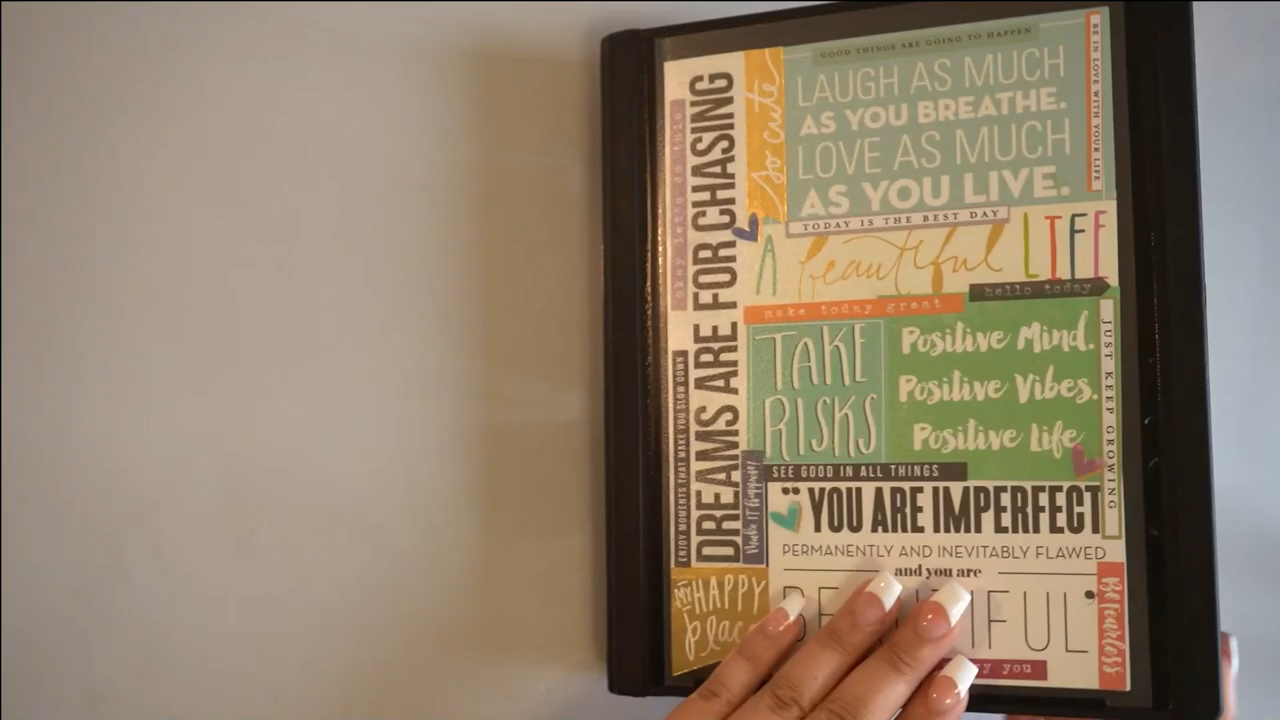 GOOD THINGS ARE GOING TO HAPPEN
LAUGH AS MUCH
AS YOU BREATHE.
LOVE AS MUCH
AS YOU LIVE.
BE IN LOVE WITH YOUR LIFE
so cute
okay let's do this
DREAMS ARE FOR CHASING
TODAY IS THE BEST DAY
A beautiful LIFE
hello today
make today great
TAKE
RISKS
Positive Mind.
Positive Vibes.
Positive Life
JUST KEEP GROWING
ENJOY MOMENTS THAT MAKE YOU SLOW DOWN
Make IT happen!
SEE GOOD IN ALL THINGS
“YOU ARE IMPERFECT
PERMANENTLY AND INEVITABLY FLAWED
and you are
BE TIFUL”
MY HAPPY
place
Be fearless
you